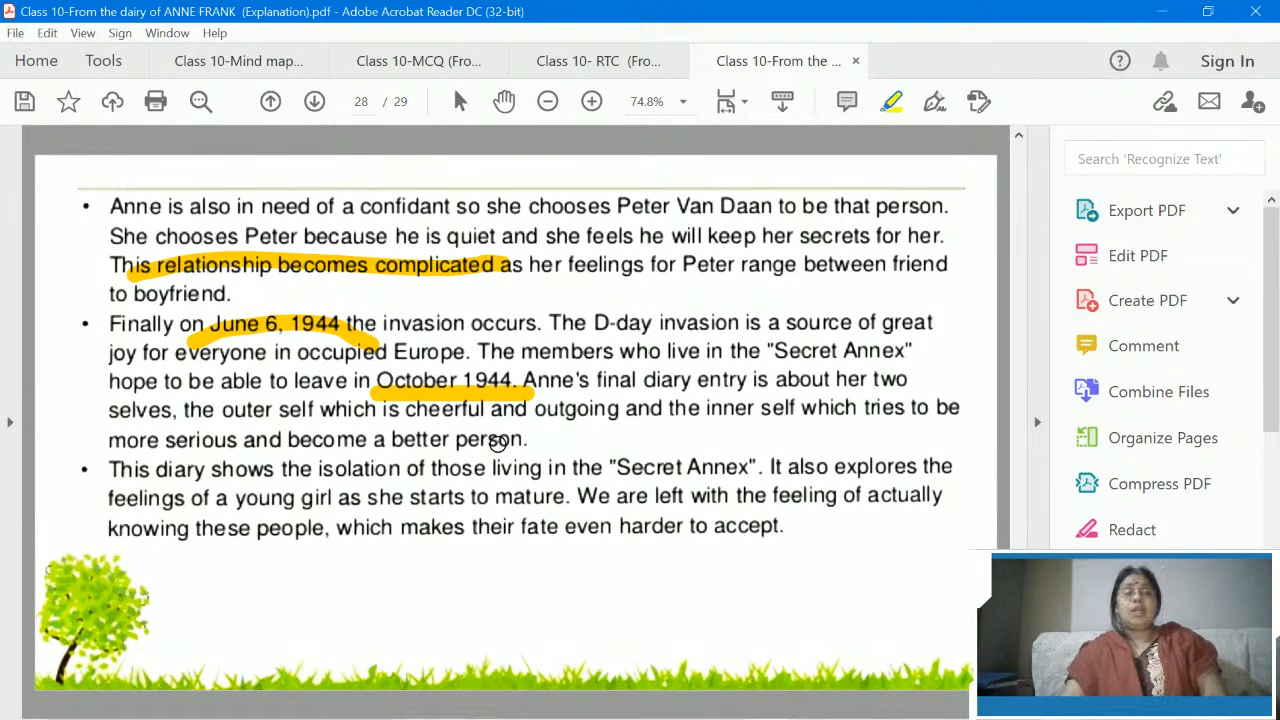 Class 10-From the dairy of ANNE FRANK (Explanation).pdf - Adobe Acrobat Reader DC (32-bit)
File Edit View Sign Window Help
Home Tools Class 10-Mind map... Class 10-MCQ (Fro... Class 10- RTC (Fro... Class 10-From the ... × Sign In
28 / 29 74.8%
Search 'Recognize Text'
• Anne is also in need of a confidant so she chooses Peter Van Daan to be that person.
She chooses Peter because he is quiet and she feels he will keep her secrets for her.
This relationship becomes complicated as her feelings for Peter range between friend
to boyfriend.
• Finally on June 6, 1944 the invasion occurs. The D-day invasion is a source of great
joy for everyone in occupied Europe. The members who live in the "Secret Annex"
hope to be able to leave in October 1944. Anne's final diary entry is about her two
selves, the outer self which is cheerful and outgoing and the inner self which tries to be
more serious and become a better person.
• This diary shows the isolation of those living in the "Secret Annex". It also explores the
feelings of a young girl as she starts to mature. We are left with the feeling of actually
knowing these people, which makes their fate even harder to accept.
Export PDF
Edit PDF
Create PDF
Comment
Combine Files
Organize Pages
Compress PDF
Redact